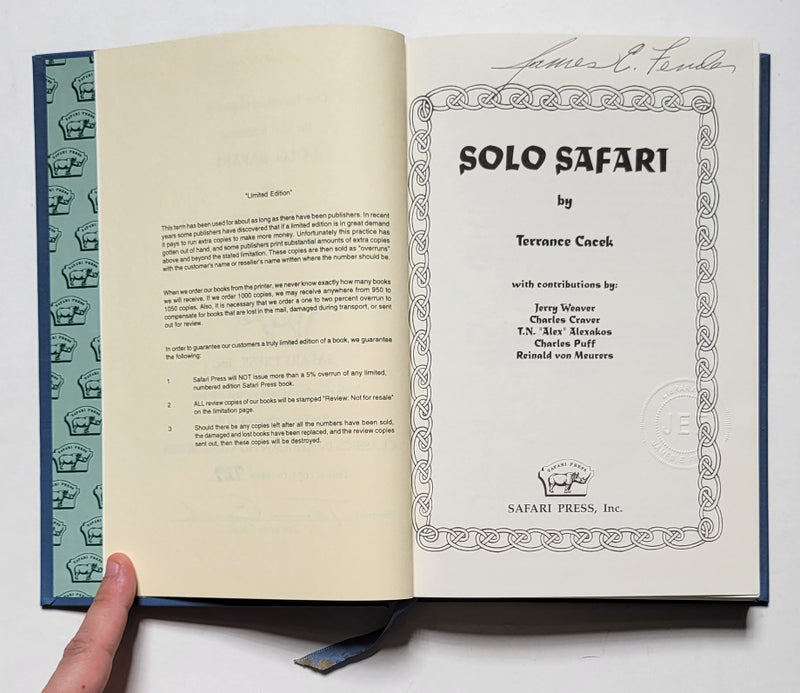 "Limited Edition"
This term has been used for about as long as there have been publishers. In recent
years some publishers have discovered that if a limited edition is in great demand
it pays to run extra copies to make more money. Unfortunately this practice has
gotten out of hand, and some publishers print substantial amounts of extra copies
above and beyond the stated limitation. These copies are then sold as "overruns"
with the customer's name or reseller's name written where the number should be.
When we order our books from the printer, we never know exactly how many books
we will receive. If we order 1000 copies, we may receive anywhere from 950 to
1050 copies. Also, it is necessary that we order a one to two percent overrun to
compensate for books that are lost in the mail, damaged during transport, or sent
out for review.
In order to guarantee our customers a truly limited edition of a book, we guarantee
the following:
1 Safari Press will NOT issue more than a 5% overrun of any limited,
numbered edition Safari Press book.
2 ALL review copies of our books will be stamped "Review: Not for resale"
on the limitation page.
3 Should there be any copies left after all the numbers have been sold,
the damaged and lost books have been replaced, and the review copies
sent out, then these copies will be destroyed.
James E. Fender
SOLO SAFARI
by
Terrance Cacek
with contributions by:
Jerry Weaver
Charles Craver
T.N. "Alex" Alexakos
Charles Puff
Reinald von Meurers
JEF
SAFARI PRESS
SAFARI PRESS, Inc.